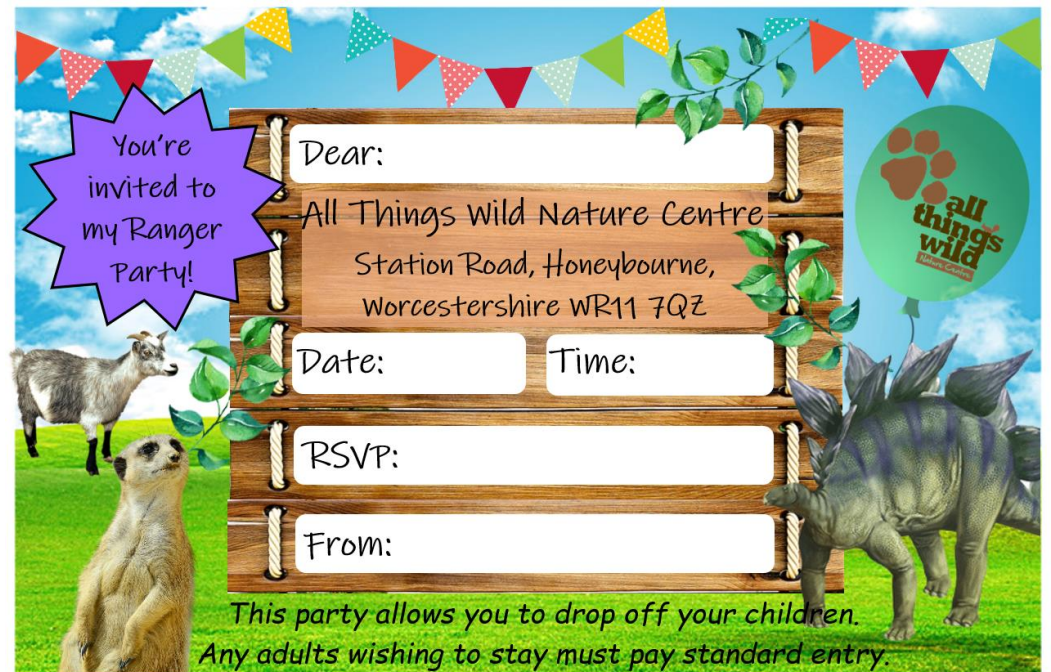 You're
invited to
my Ranger
Party!
Dear:
All Things Wild Nature Centre
Station Road, Honeybourne,
Worcestershire WR11 7QZ
Date:
Time:
RSVP:
From:
all
things
wild
Nature Centre
This party allows you to drop off your children.
Any adults wishing to stay must pay standard entry.